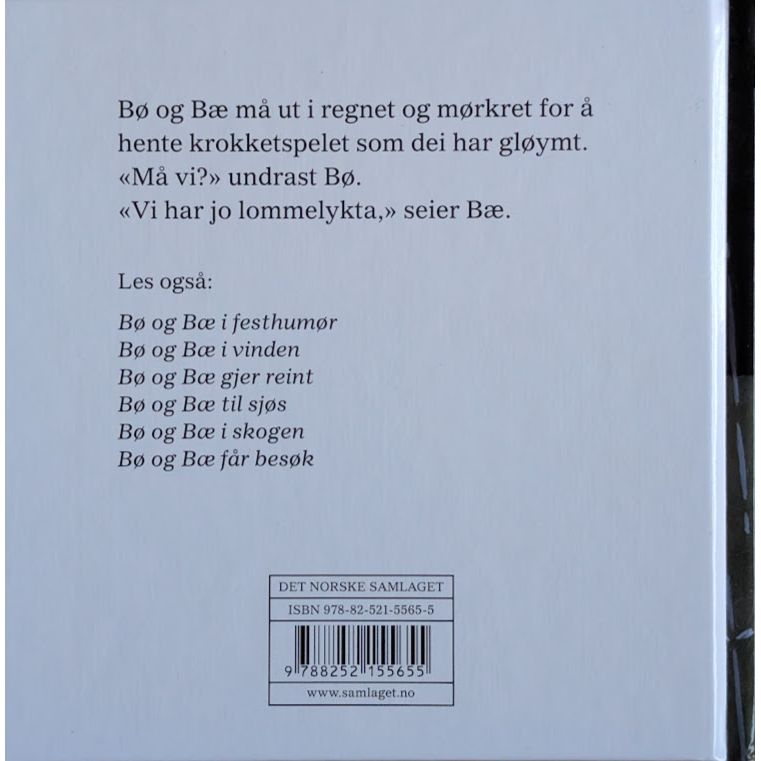 Bø og Bæ må ut i regnet og mørkret for å
hente krokketspelet som dei har gløymt.
«Må vi?» undrast Bø.
«Vi har jo lommelykta,» seier Bæ.
Les også:
Bø og Bæ i festhumør
Bø og Bæ i vinden
Bø og Bæ gjer reint
Bø og Bæ til sjøs
Bø og Bæ i skogen
Bø og Bæ får besøk
DET NORSKE SAMLAGET
ISBN 978-82-521-5565-5
9 788252 155655
www.samlaget.no